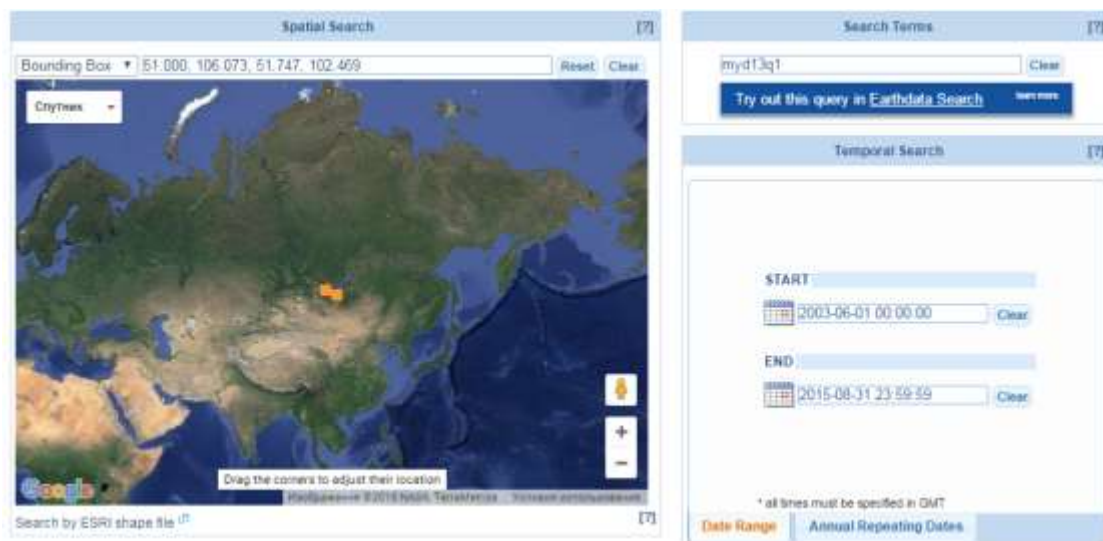 Spatial Search [?]
Bounding Box 51.000, 106.073, 51.747, 102.469 Reset Clear
Спутник
Drag the corners to adjust their location
Google
Search by ESRI shape file [?]
Search Terms [?]
myd13q1 Clear
Try out this query in Earthdata Search learn more
Temporal Search [?]
START
2003-06-01 00:00:00 Clear
END
2015-08-31 23:59:59 Clear
* all times must be specified in GMT
Date Range Annual Repeating Dates